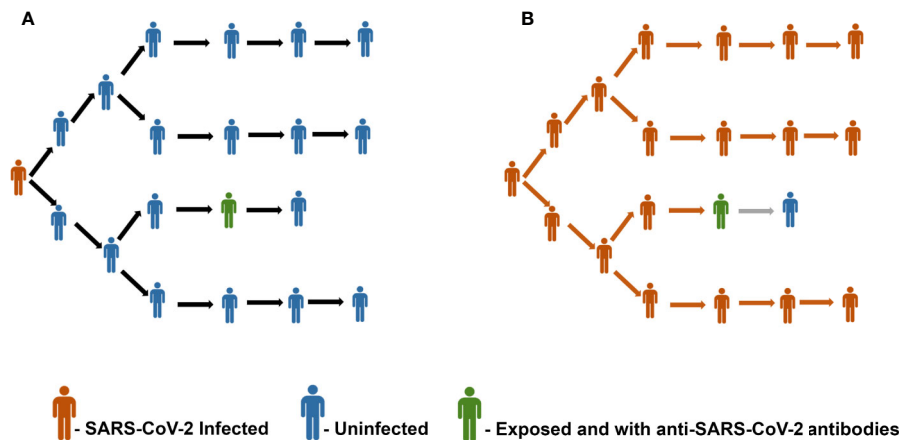 A
B
- SARS-CoV-2 Infected
- Uninfected
- Exposed and with anti-SARS-CoV-2 antibodies